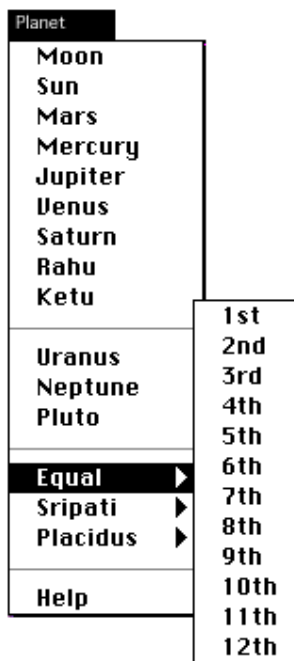 Planet
Moon
Sun
Mars
Mercury
Jupiter
Venus
Saturn
Rahu
Ketu
Uranus
Neptune
Pluto
Equal
Sripati
Placidus
Help
1st
2nd
3rd
4th
5th
6th
7th
8th
9th
10th
11th
12th